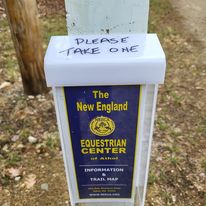 PLEASE
TAKE ONE
The
New England
EQUESTRIAN
CENTER
of Athol
INFORMATION
&
TRAIL MAP